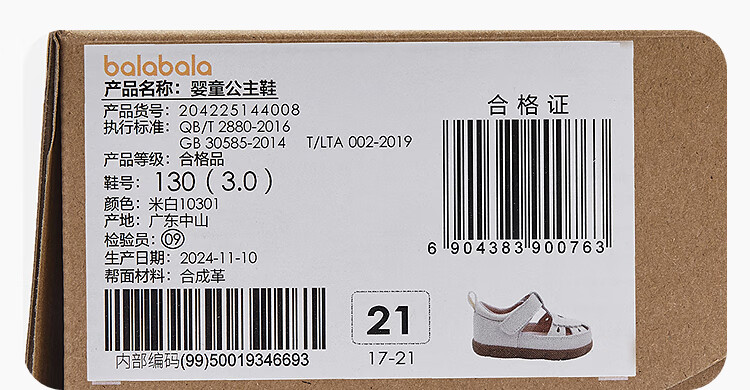 balabala
产品名称：婴童公主鞋
产品货号：204225144008
执行标准：QB/T 2880-2016
GB 30585-2014 T/LTA 002-2019
产品等级：合格品
鞋号：130（3.0）
颜色：米白10301
产地：广东中山
检验员：09
生产日期：2024-11-10
帮面材料：合成革
内部编码(99)50019346693
合格证
6 904383 900763
21
17-21